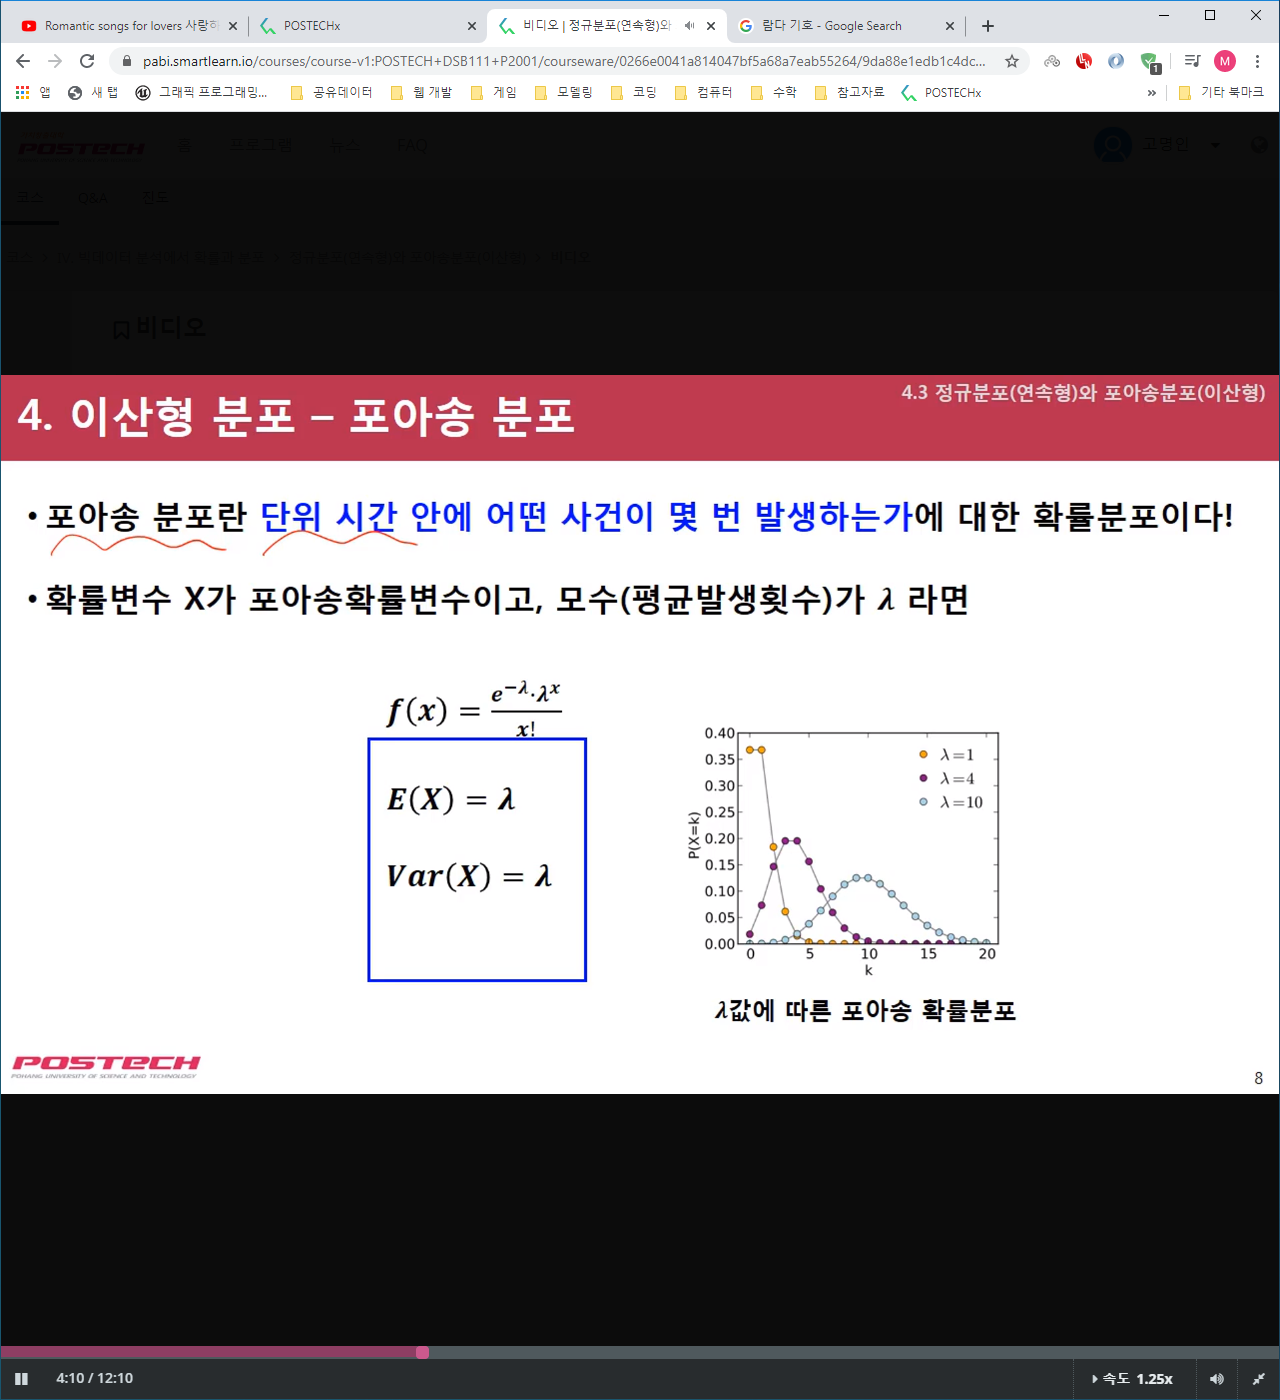 Romantic songs for lovers 사랑하
POSTECHx
비디오 | 정규분포(연속형)와
람다 기호 - Google Search
pabi.smartlearn.io/courses/course-v1:POSTECH+DSB111+P2001/courseware/0266e0041a814047bf5a68a7eab55264/9da88e1edb1c4dc...
1
M
앱
새 탭
그래픽 프로그래밍...
공유데이터
웹 개발
게임
모델링
코딩
컴퓨터
수학
참고자료
POSTECHx
»
기타 북마크
POSTECH
홈
프로그램
뉴스
FAQ
고영인
코스
Q&A
진도
비디오
비디오
4. 이산형 분포 – 포아송 분포
4.3 정규분포(연속형)와 포아송분포(이산형)
• 포아송 분포란 단위 시간 안에 어떤 사건이 몇 번 발생하는가에 대한 확률분포이다!
• 확률변수 X가 포아송확률변수이고, 모수(평균발생횟수)가 λ 라면
f(x) = e^−λ·λ^x / x!
E(X) = λ
Var(X) = λ
0.40
0.35
0.30
0.25
0.20
0.15
0.10
0.05
0.00
P(X=k)
λ=1
λ=4
λ=10
0 5 10 15 20
k
λ값에 따른 포아송 확률분포
POSTECH
POHANG UNIVERSITY OF SCIENCE AND TECHNOLOGY
8
4:10 / 12:10
속도 1.25x